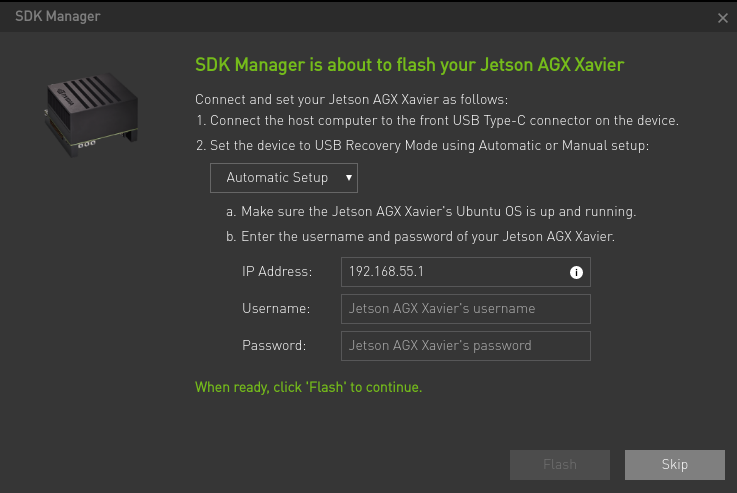 SDK Manager
SDK Manager is about to flash your Jetson AGX Xavier
Connect and set your Jetson AGX Xavier as follows:
1. Connect the host computer to the front USB Type-C connector on the device.
2. Set the device to USB Recovery Mode using Automatic or Manual setup:
Automatic Setup
a. Make sure the Jetson AGX Xavier's Ubuntu OS is up and running.
b. Enter the username and password of your Jetson AGX Xavier.
IP Address: 192.168.55.1
Username: Jetson AGX Xavier's username
Password: Jetson AGX Xavier's password
When ready, click 'Flash' to continue.
Flash Skip